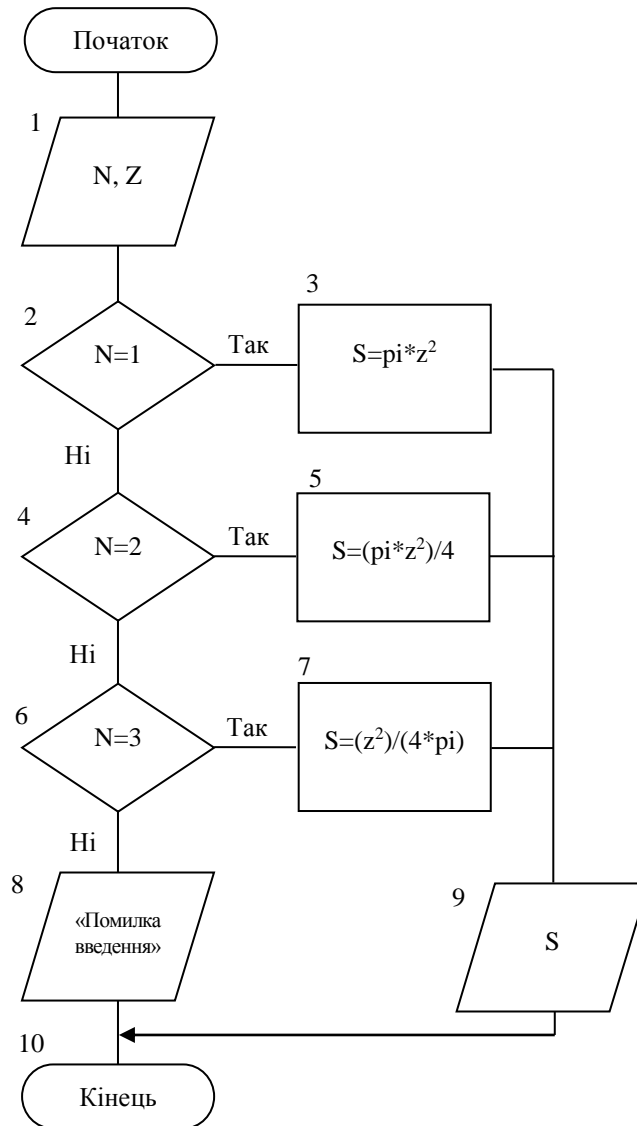 Початок
1
N, Z
2
N=1
Так
3
S=pi*z²
Ні
4
N=2
Так
5
S=(pi*z²)/4
Ні
6
N=3
Так
7
S=(z²)/(4*pi)
Ні
8
«Помилка
введення»
9
S
10
Кінець